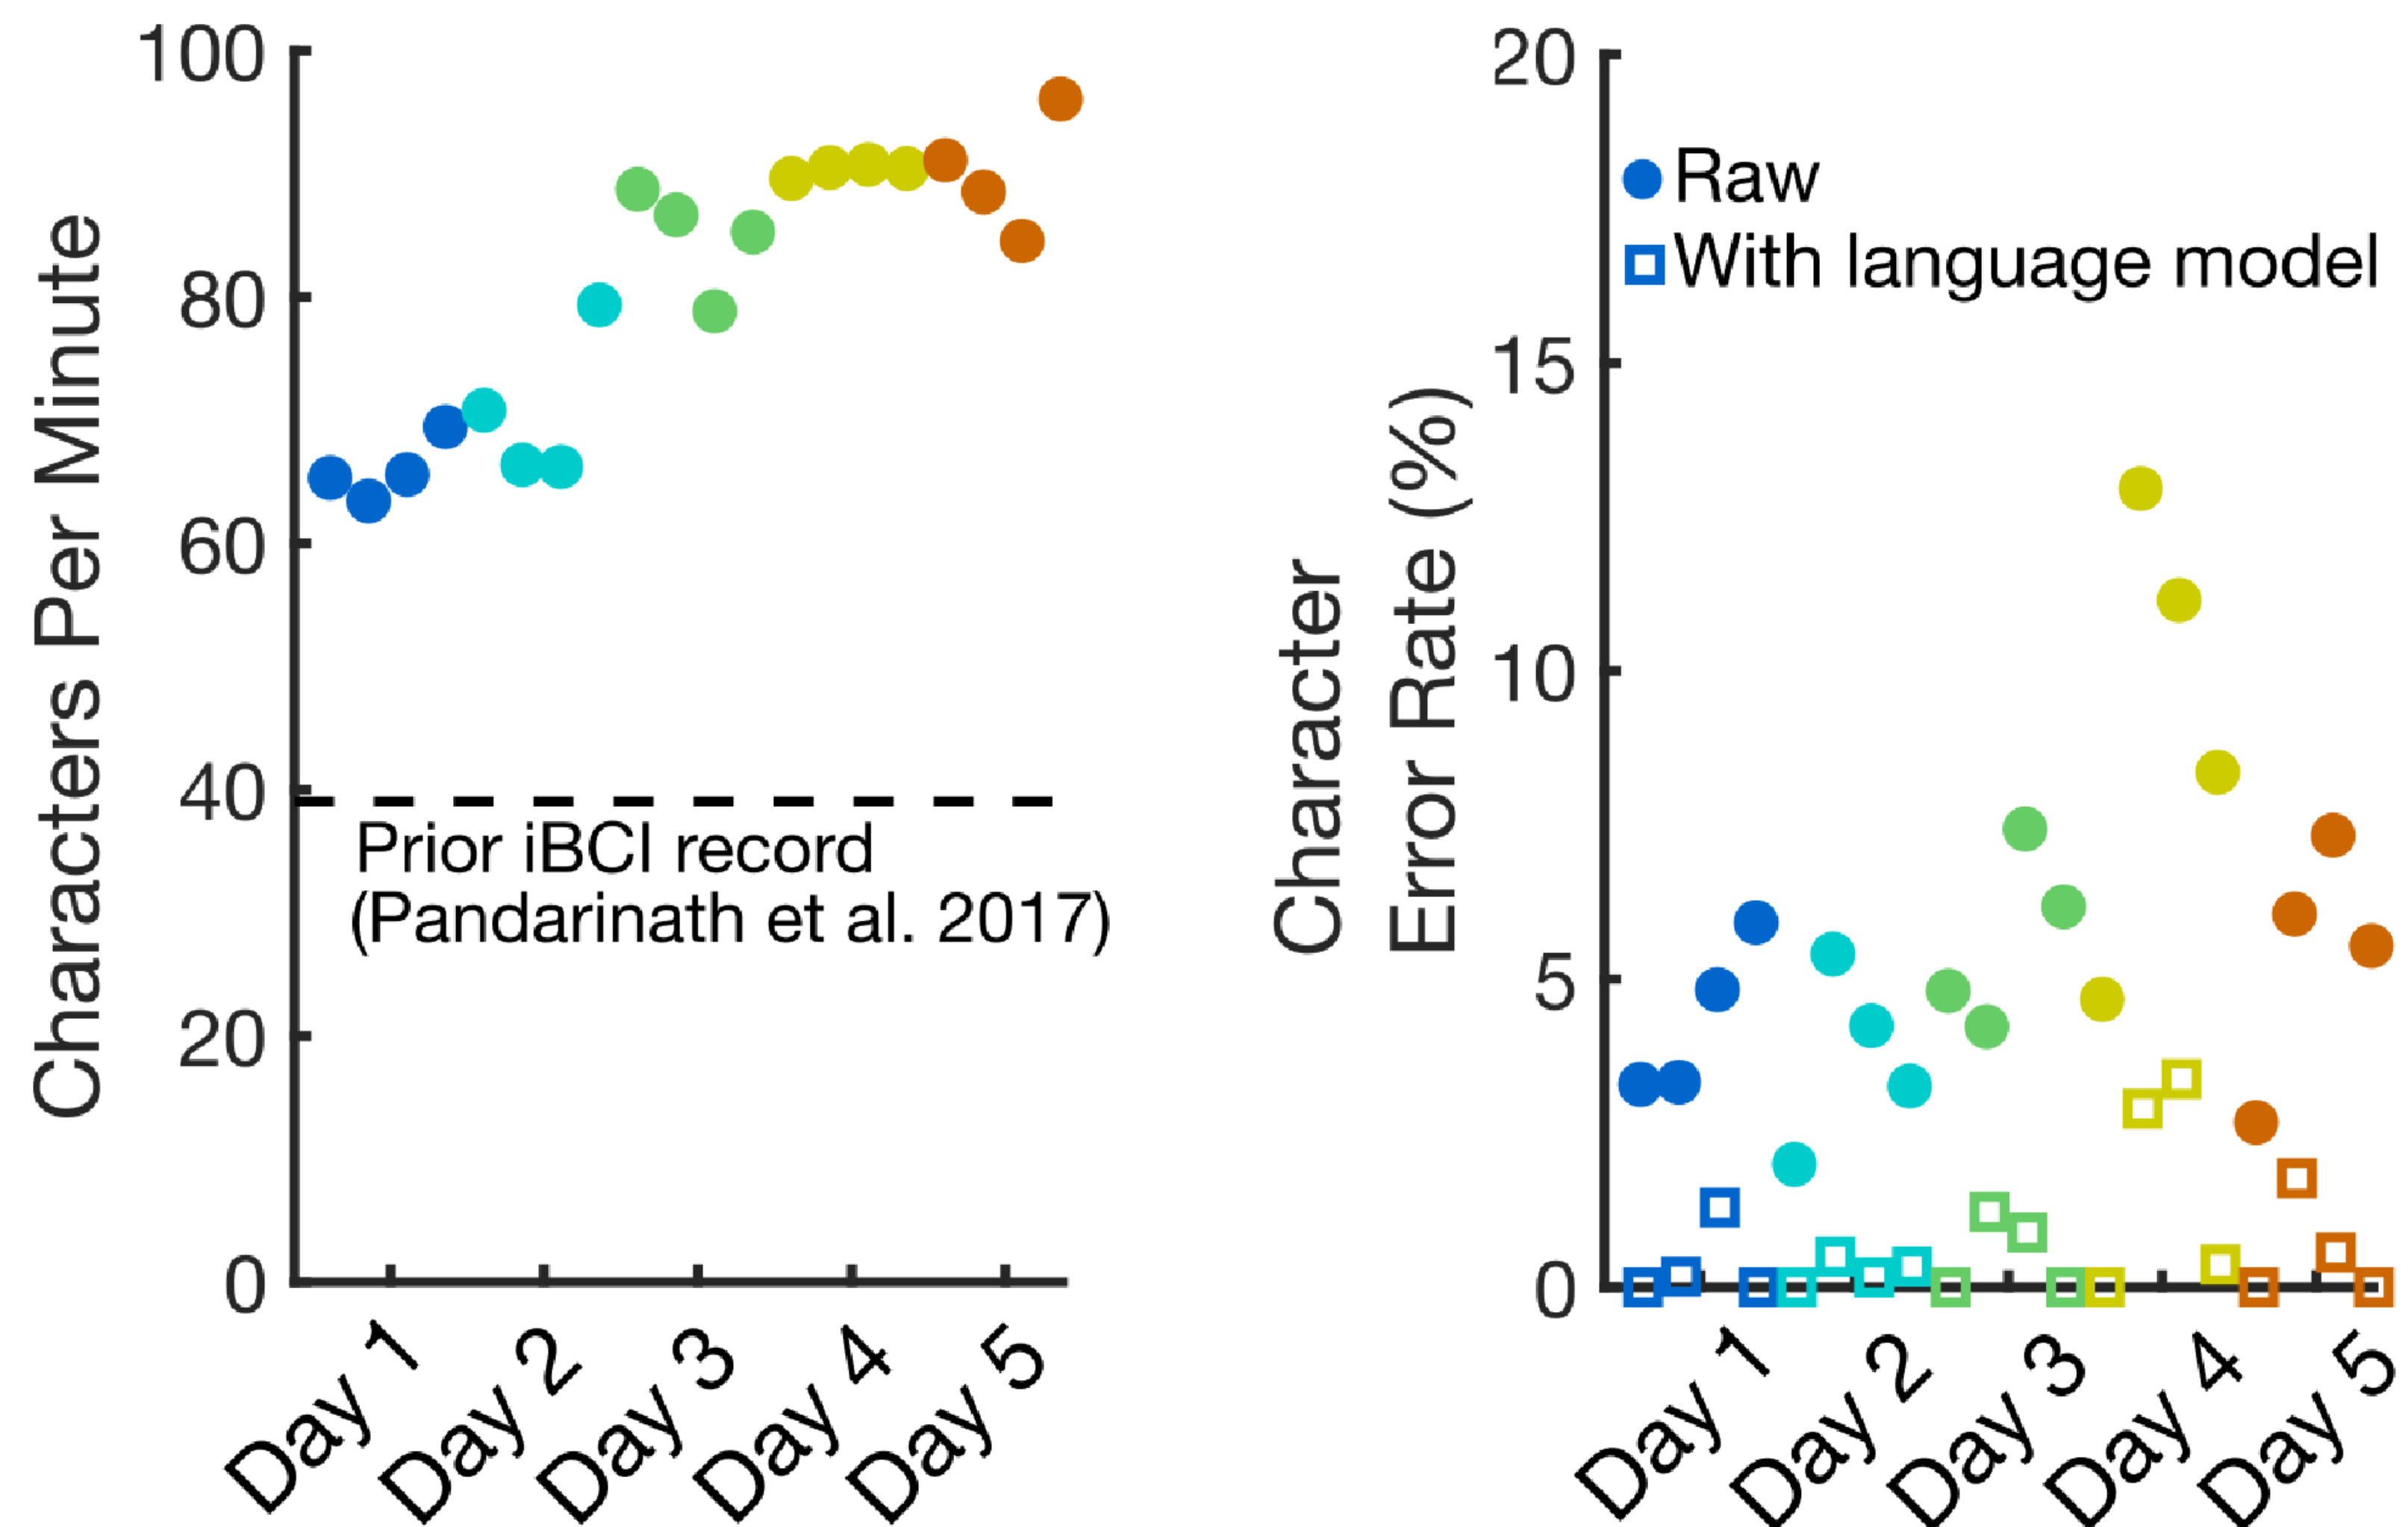 Characters Per Minute
100
80
60
40
20
0
Prior iBCI record
(Pandarinath et al. 2017)
Day 1
Day 2
Day 3
Day 4
Day 5
Character
Error Rate (%)
20
15
10
5
0
Raw
With language model
Day 1
Day 2
Day 3
Day 4
Day 5